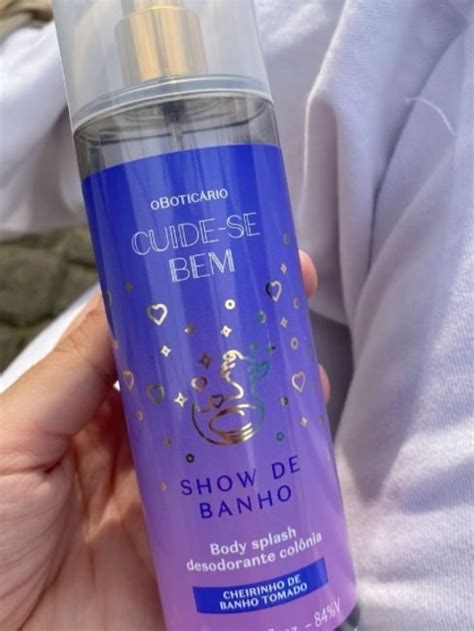 oBOTICÁRIO
CUIDE-SE
BEM
SHOW DE
BANHO
Body splash
desodorante colônia
CHEIRINHO DE
BANHO TOMADO
84%V